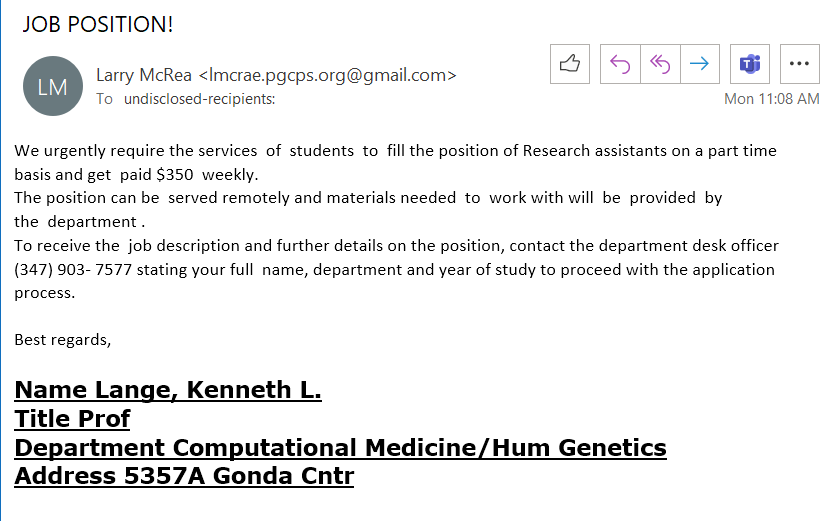 JOB POSITION!
LM
Larry McRea <lmcrae.pgcps.org@gmail.com>
To undisclosed-recipients:
Mon 11:08 AM
We urgently require the services of students to fill the position of Research assistants on a part time
basis and get paid $350 weekly.
The position can be served remotely and materials needed to work with will be provided by
the department .
To receive the job description and further details on the position, contact the department desk officer
(347) 903- 7577 stating your full name, department and year of study to proceed with the application
process.
Best regards,
Name Lange, Kenneth L.
Title Prof
Department Computational Medicine/Hum Genetics
Address 5357A Gonda Cntr